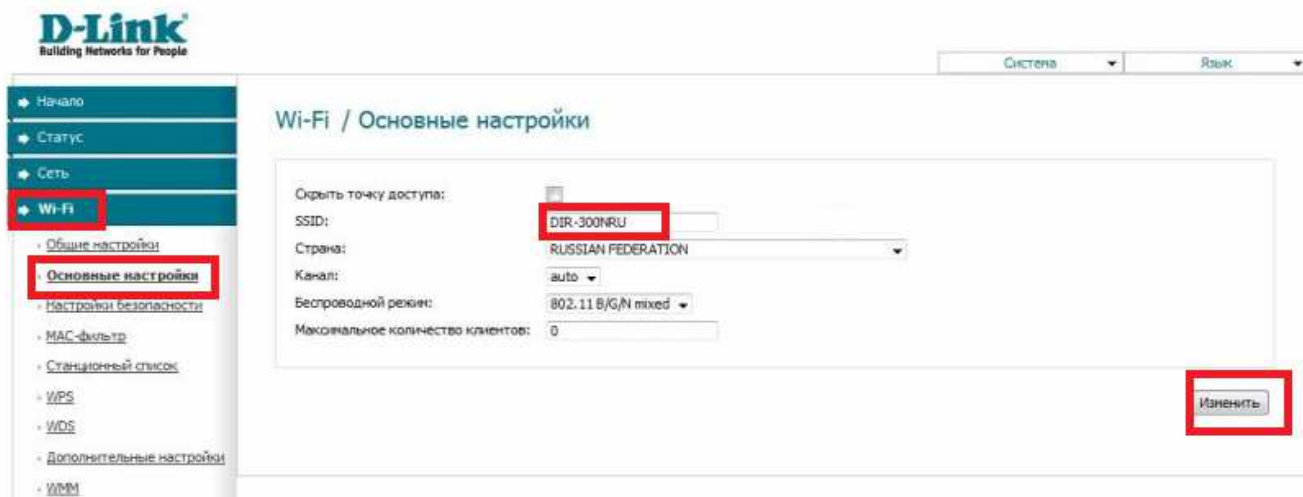 D-Link
Building Networks for People
Система
Язык
Начало
Статус
Сеть
Wi-Fi
Общие настройки
Основные настройки
Настройки безопасности
MAC-фильтр
Станционный список
WPS
WDS
Дополнительные настройки
WMM
Wi-Fi / Основные настройки
Скрыть точку доступа:
SSID: DIR-300NRU
Страна: RUSSIAN FEDERATION
Канал: auto
Беспроводной режим: 802.11 B/G/N mixed
Максимальное количество клиентов: 0
Изменить